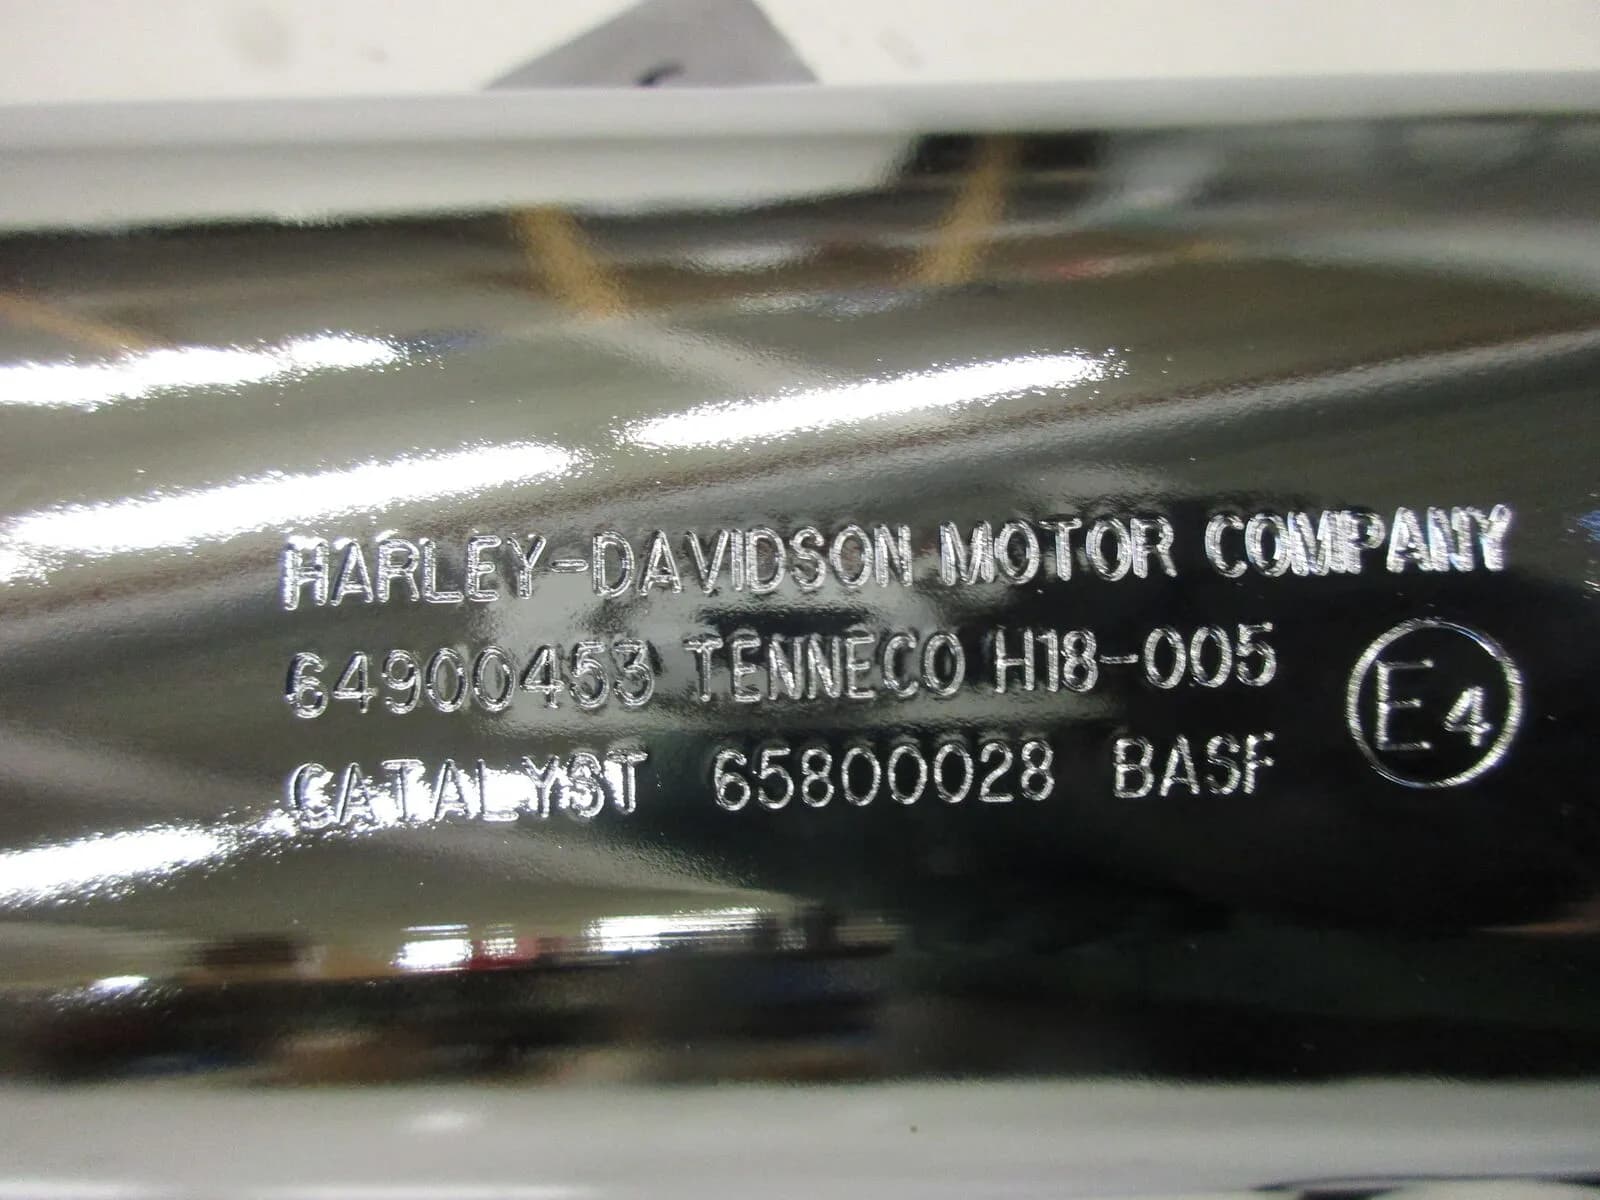 HARLEY-DAVIDSON MOTOR COMPANY
64900453 TENNECO H18-005
E4
CATALYST 65800028 BASF